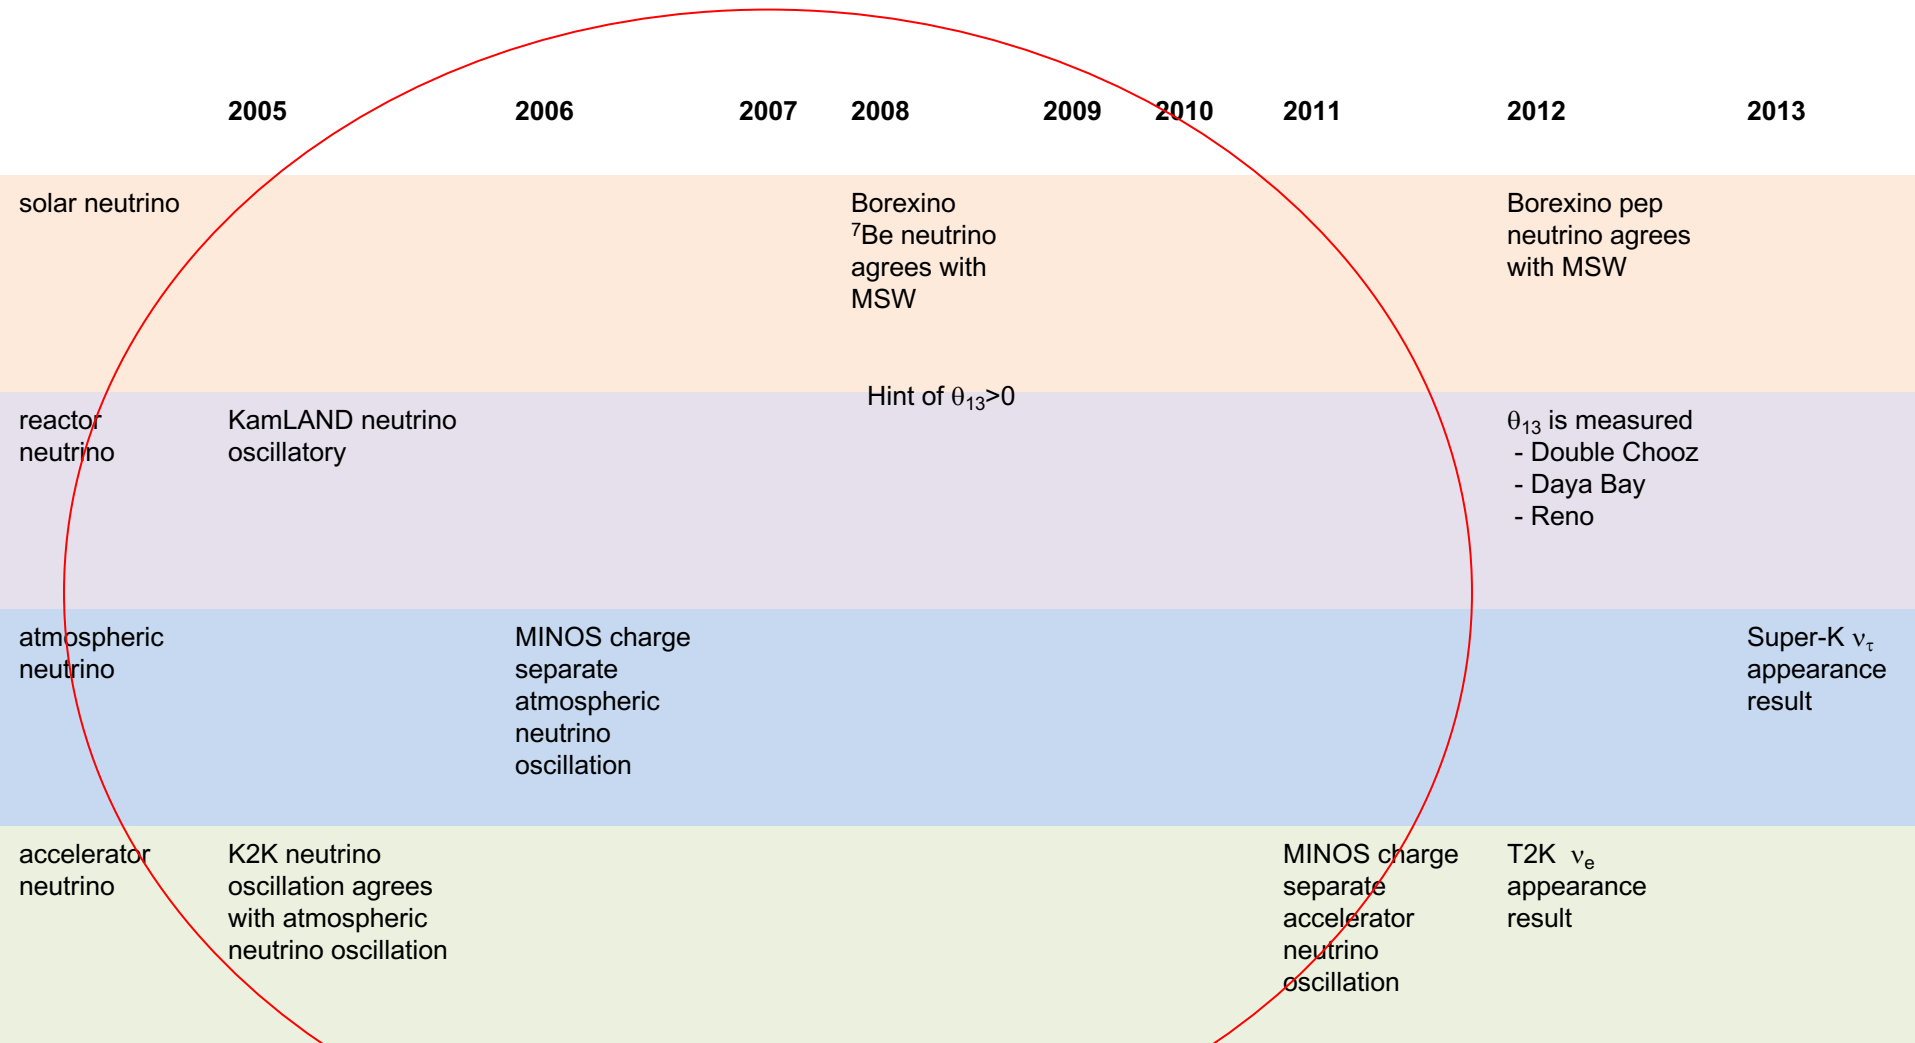 2005 2006 2007 2008 2009 2010 2011 2012 2013
solar neutrino
Borexino
⁷Be neutrino
agrees with
MSW
Borexino pep
neutrino agrees
with MSW
Hint of θ₁₃>0
reactor
neutrino
KamLAND neutrino
oscillatory
θ₁₃ is measured
- Double Chooz
- Daya Bay
- Reno
atmospheric
neutrino
MINOS charge
separate
atmospheric
neutrino
oscillation
Super-K ντ
appearance
result
accelerator
neutrino
K2K neutrino
oscillation agrees
with atmospheric
neutrino oscillation
MINOS charge
separate
accelerator
neutrino
oscillation
T2K νe
appearance
result